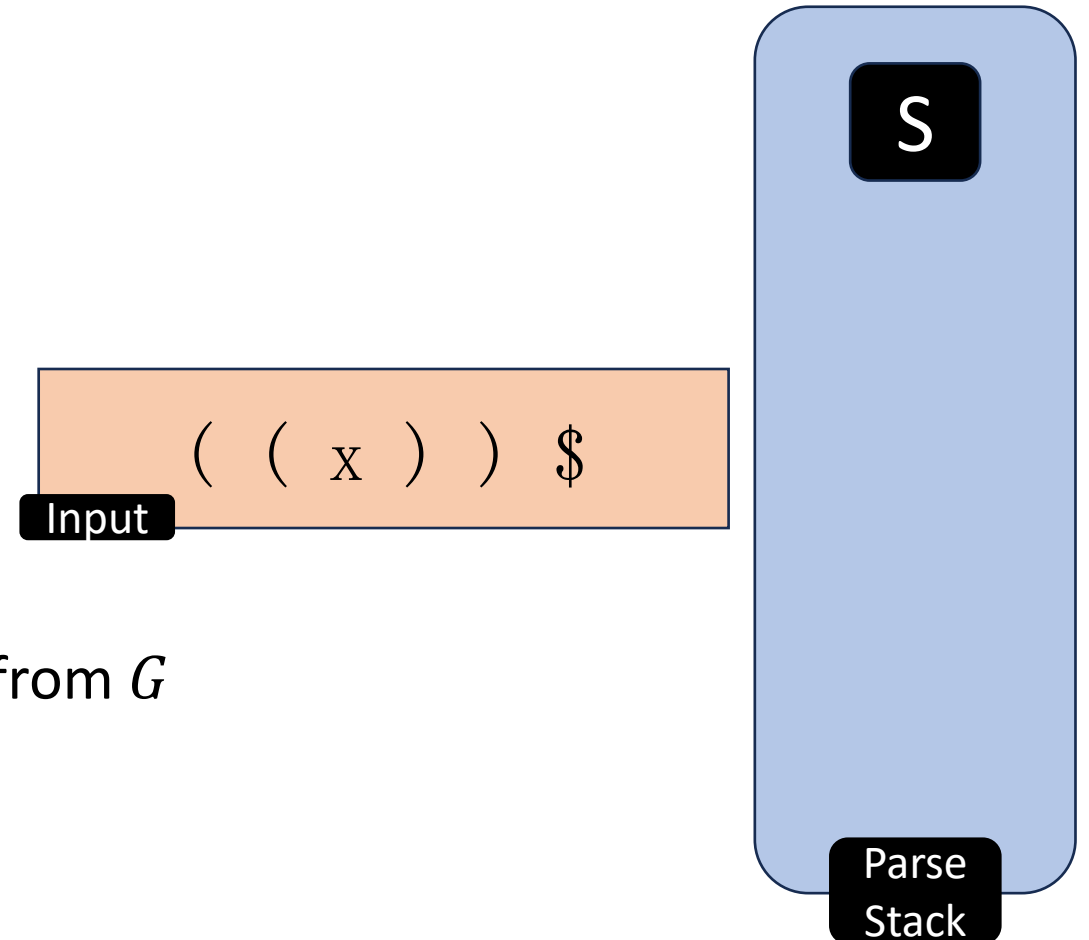 S
( ( x ) ) $
Input
from G
Parse
Stack